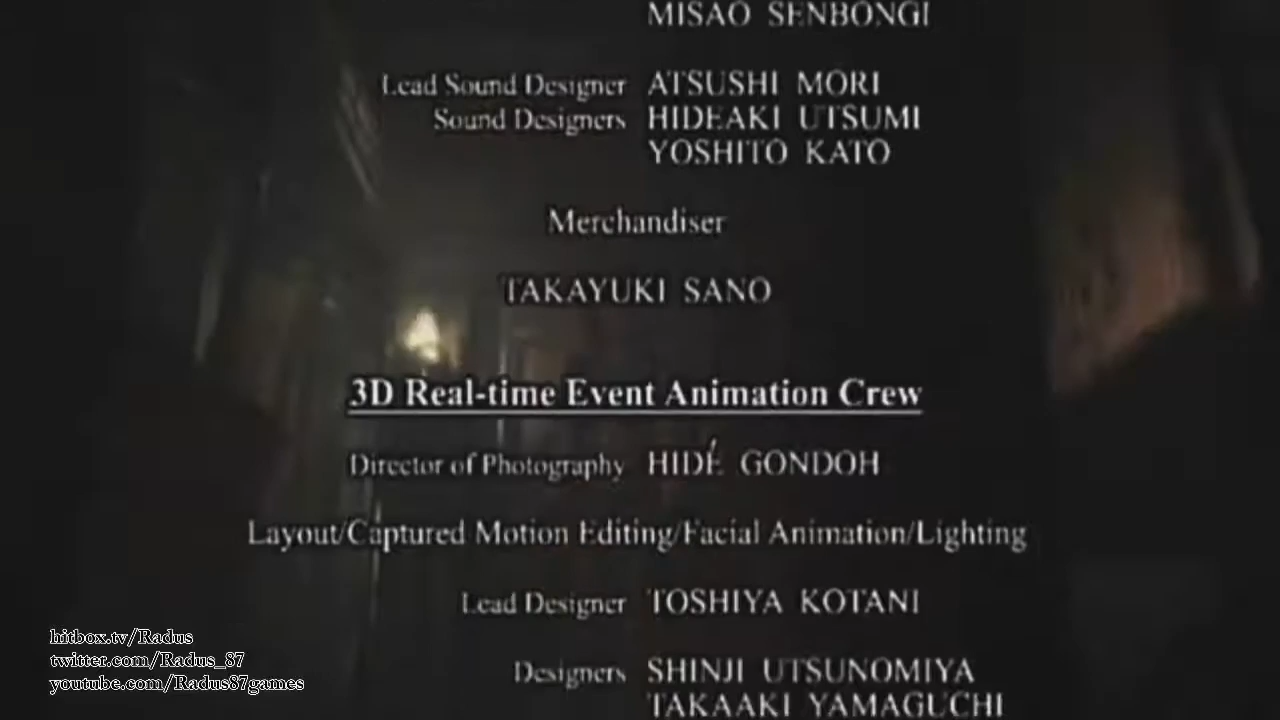 MISAO SENBONGI
Lead Sound Designer ATSUSHI MORI
Sound Designers HIDEAKI UTSUMI
YOSHITO KATO
Merchandiser
TAKAYUKI SANO
3D Real-time Event Animation Crew
Director of Photography HIDÉ GONDOH
Layout/Captured Motion Editing/Facial Animation/Lighting
Lead Designer TOSHIYA KOTANI
Designers SHINJI UTSUNOMIYA
TAKAAKI YAMAGUCHI
hitbox.tv/Radus
twitter.com/Radus_87
youtube.com/Radus87games